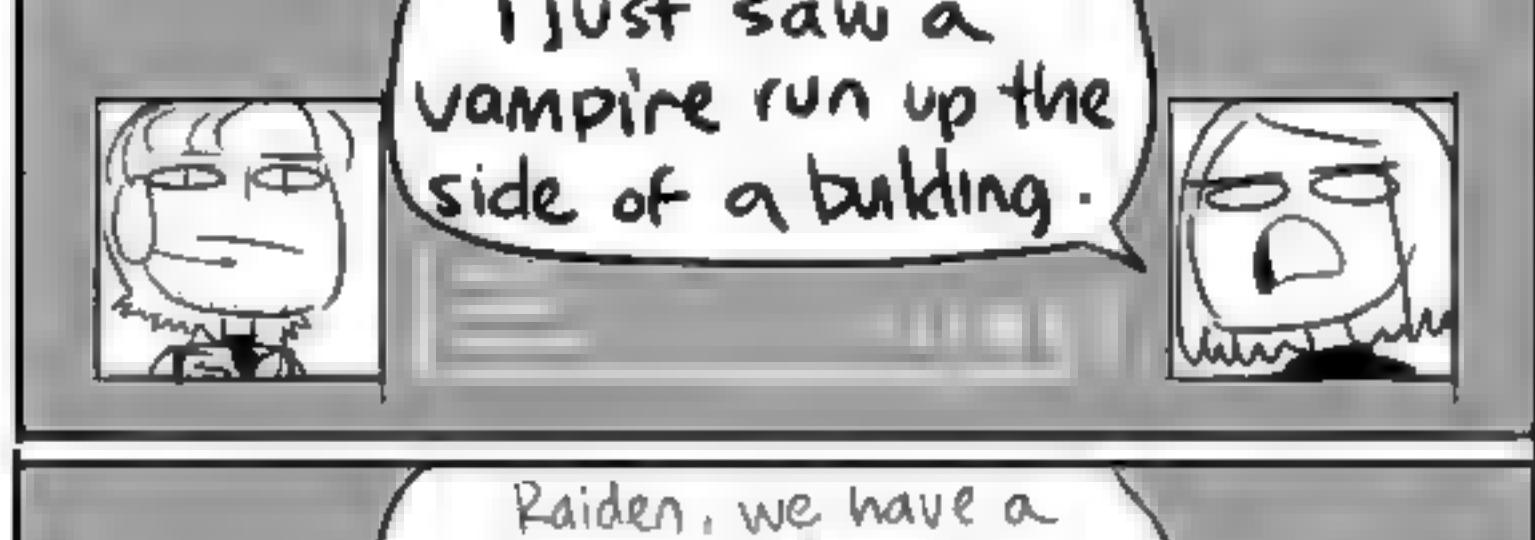 I just saw a
vampire run up the
side of a building.
Raiden, we have a